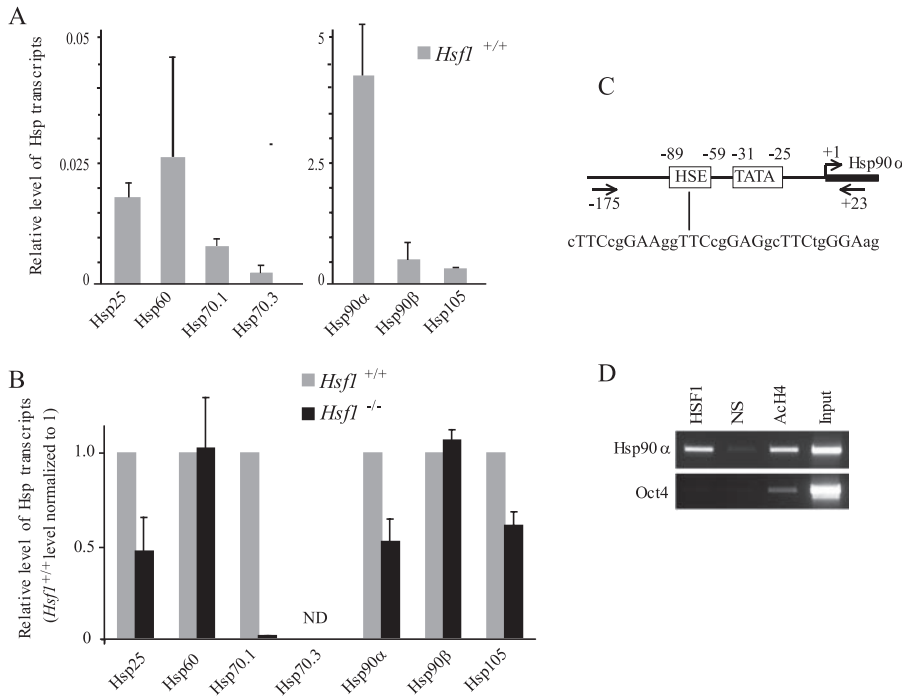 A
Relative level of Hsp transcripts
0.05
0.025
0
Hsp25
Hsp60
Hsp70.1
Hsp70.3
5
2.5
0
Hsp90α
Hsp90β
Hsp105
Hsf1 +/+
B
Relative level of Hsp transcripts
(Hsf1+/+ level normalized to 1)
1.0
0.5
0
Hsf1 +/+
Hsf1 -/-
ND
Hsp25
Hsp60
Hsp70.1
Hsp70.3
Hsp90α
Hsp90β
Hsp105
C
-89 -59 -31 -25 +1
Hsp90α
HSE TATA
-175 +23
cTTCcgGAAggTTCcgGAGgcTTCtgGGAag
D
HSF1 NS AcH4 Input
Hsp90α
Oct4